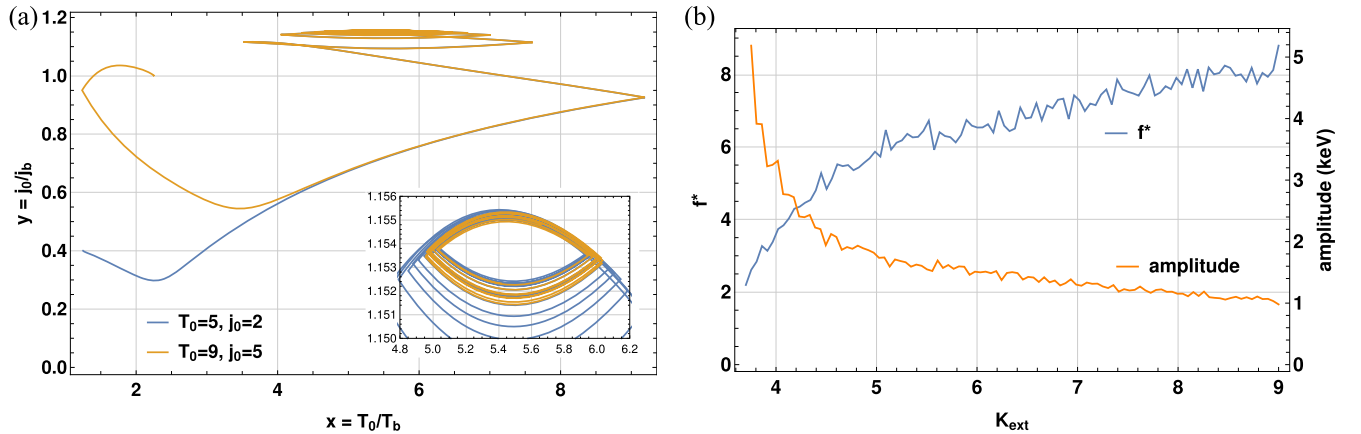 (a)
1.2
1.0
0.8
0.6
0.4
0.2
0.0
y = j₀/j_b
T₀=5, j₀=2
T₀=9, j₀=5
1.156
1.155
1.154
1.153
1.152
1.151
1.150
4.8 5.0 5.2 5.4 5.6 5.8 6.0 6.2
2 4 6 8
x = T₀/T_b
(b)
8
6
4
2
0
f*
f*
amplitude
5
4
3
2
1
0
amplitude (keV)
4 5 6 7 8 9
K_ext